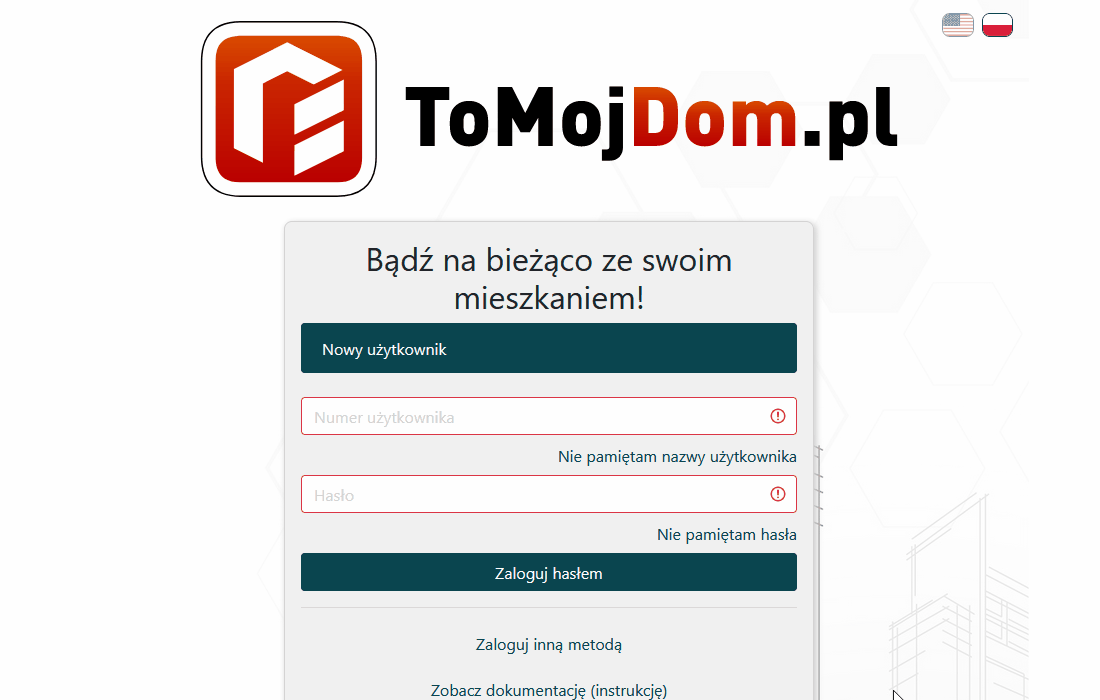 ToMojDom.pl
Bądź na bieżąco ze swoim
mieszkaniem!
Nowy użytkownik
Numer użytkownika
Nie pamiętam nazwy użytkownika
Hasło
Nie pamiętam hasła
Zaloguj hasłem
Zaloguj inną metodą
Zobacz dokumentację (instrukcję)